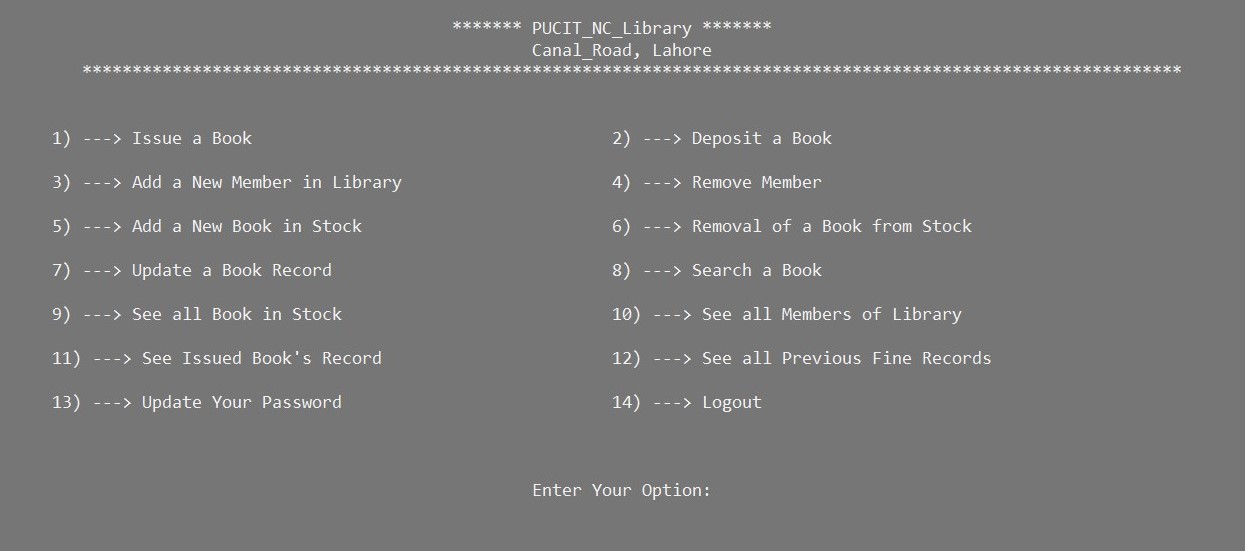 ******* PUCIT_NC_Library *******
Canal_Road, Lahore
**************************************************************************************************************
1) ---> Issue a Book 2) ---> Deposit a Book
3) ---> Add a New Member in Library 4) ---> Remove Member
5) ---> Add a New Book in Stock 6) ---> Removal of a Book from Stock
7) ---> Update a Book Record 8) ---> Search a Book
9) ---> See all Book in Stock 10) ---> See all Members of Library
11) ---> See Issued Book's Record 12) ---> See all Previous Fine Records
13) ---> Update Your Password 14) ---> Logout
Enter Your Option: